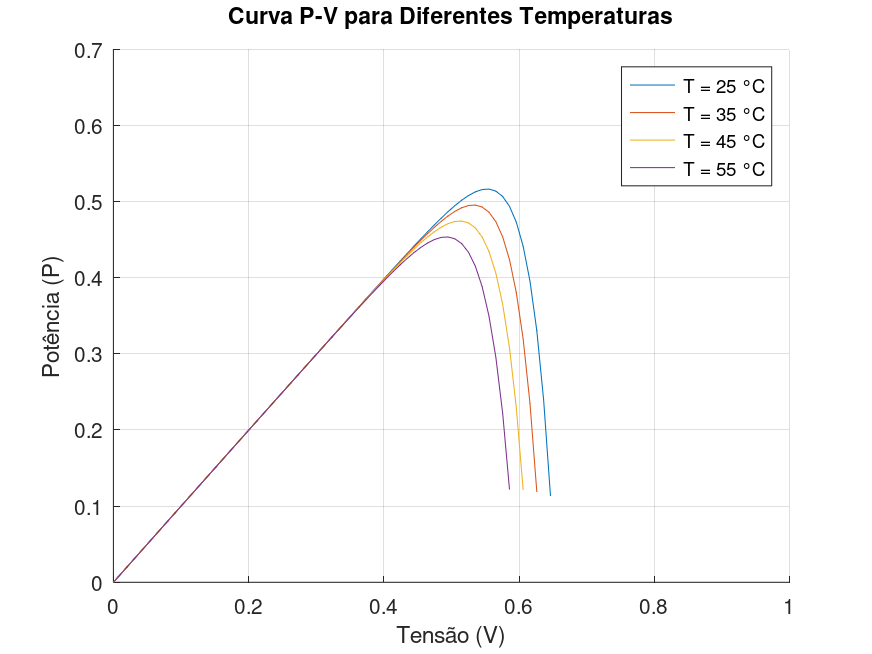 Curva P-V para Diferentes Temperaturas
0.7
0.6
0.5
0.4
0.3
0.2
0.1
0
Potência (P)
T = 25 °C
T = 35 °C
T = 45 °C
T = 55 °C
0 0.2 0.4 0.6 0.8 1
Tensão (V)